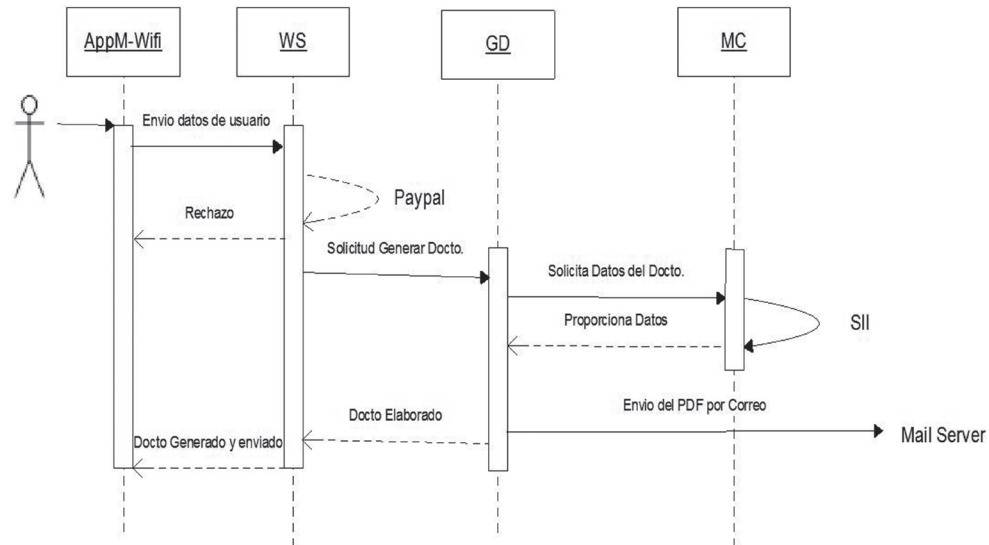 AppM-Wifi
WS
GD
MC
Envio datos de usuario
Paypal
Rechazo
Solicitud Generar Docto.
Solicita Datos del Docto.
SII
Proporciona Datos
Envio del PDF por Correo
Docto Elaborado
Mail Server
Docto Generado y enviado